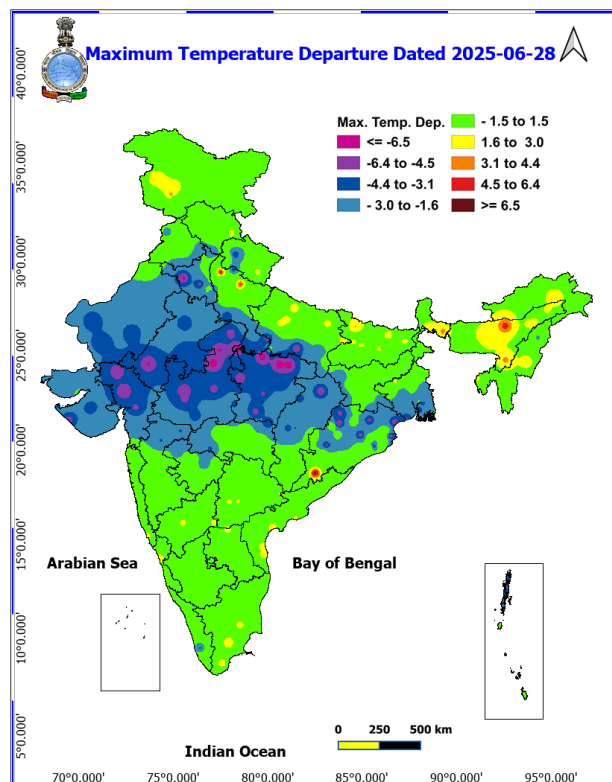 Maximum Temperature Departure Dated 2025-06-28
Max. Temp. Dep.
<= -6.5
-6.4 to -4.5
-4.4 to -3.1
- 3.0 to -1.6
- 1.5 to 1.5
1.6 to 3.0
3.1 to 4.4
4.5 to 6.4
>= 6.5
40°0.000'
35°0.000'
30°0.000'
25°0.000'
20°0.000'
15°0.000'
10°0.000'
5°0.000'
Arabian Sea
Bay of Bengal
Indian Ocean
0 250 500 km
70°0.000' 75°0.000' 80°0.000' 85°0.000' 90°0.000' 95°0.000'